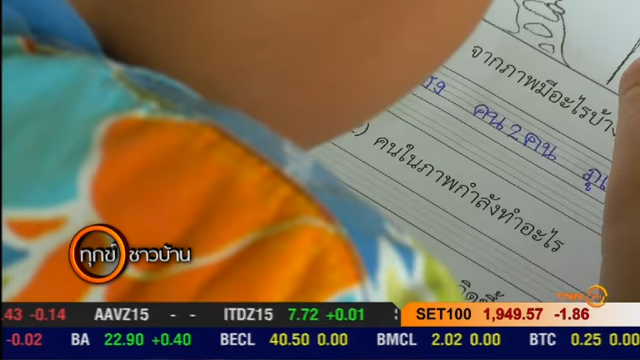 จากภาพมีอะไรบ้าง
คน 2 คน
คนในภาพกำลังทำอะไร
ทุกข์ ชาวบ้าน
.43 -0.14 AAVZ15 - - ITDZ15 7.72 +0.01 SET100 1,949.57 -1.86
-0.02 BA 22.90 +0.40 BECL 40.50 0.00 BMCL 2.02 0.00 BTC 0.25 0.00